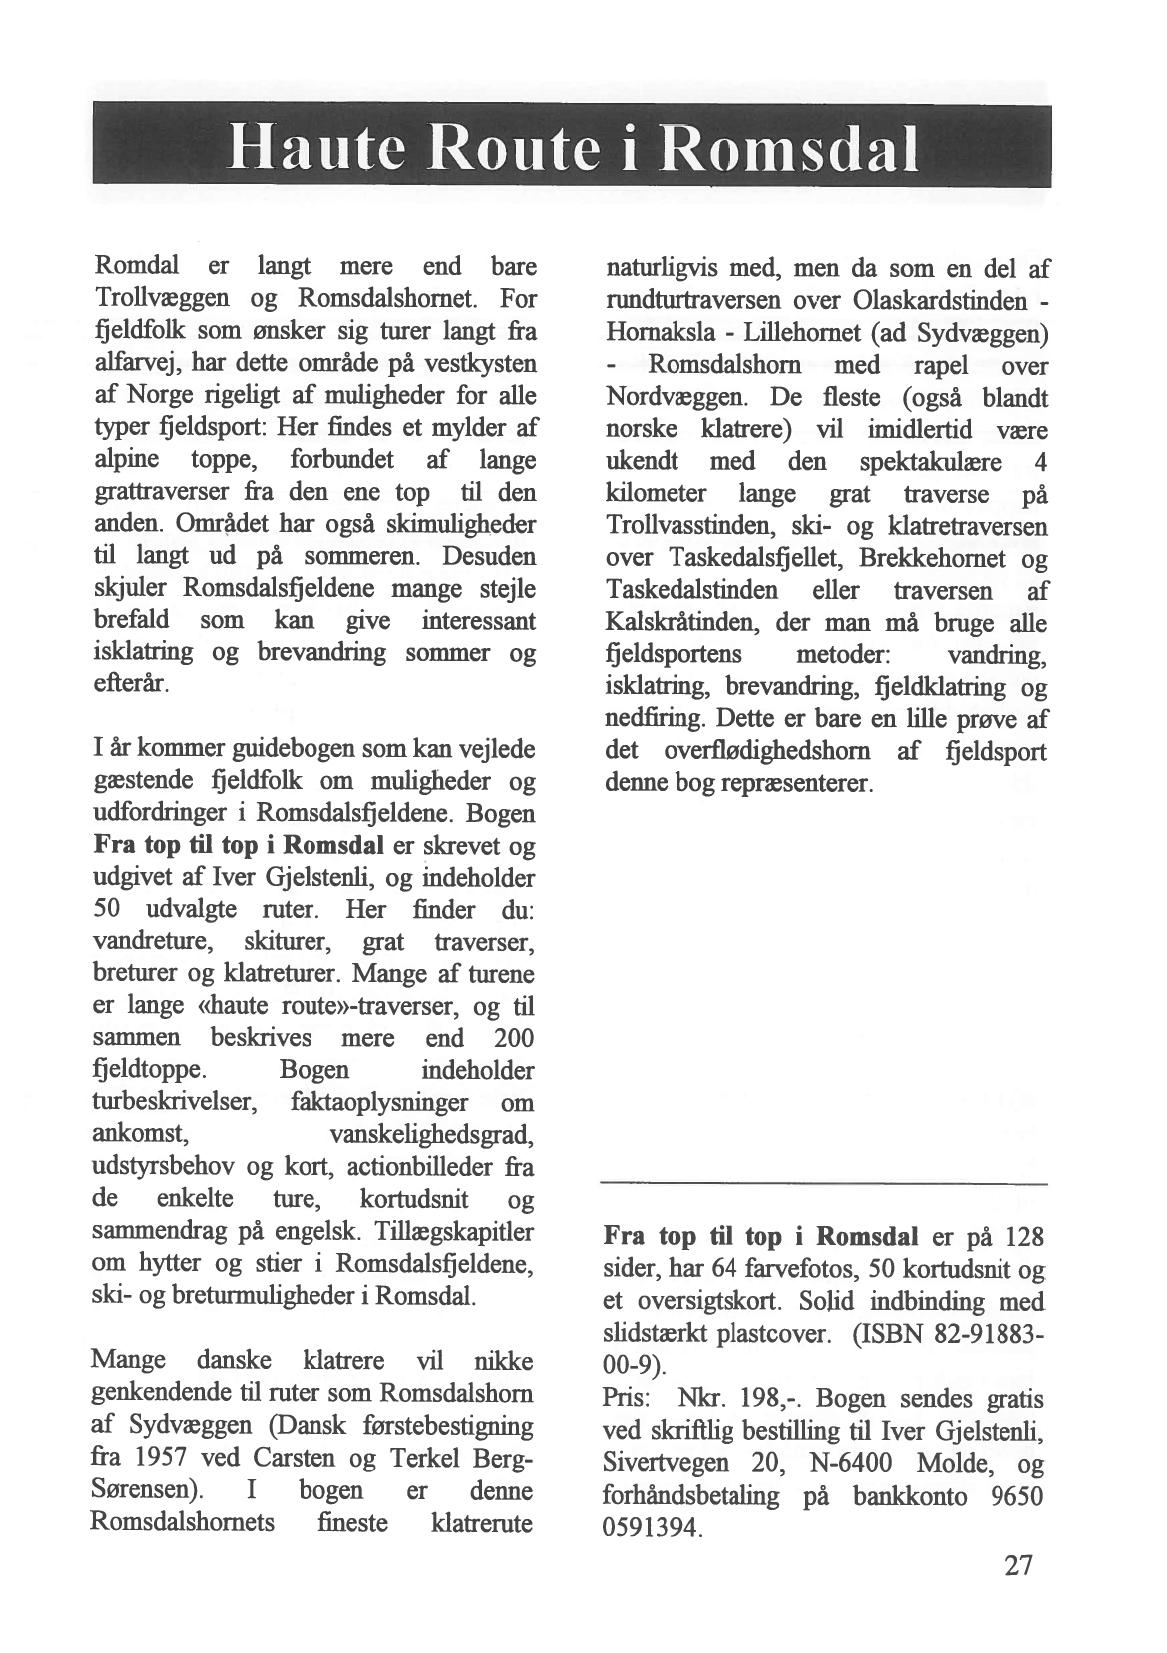 Haute Route i Romsdal
Romdal er langt mere end bare
Trollvæggen og Romsdalshornet. For
fjeldfolk som ønsker sig turer langt fra
alfarvej, har dette område på vestkysten
af Norge rigeligt af muligheder for alle
typer fjeldsport: Her findes et mylder af
alpine toppe, forbundet af lange
grattraverser fra den ene top til den
anden. Området har også skimuligheder
til langt ud på sommeren. Desuden
skjuler Romsdalsfjeldene mange stejle
brefald som kan give interessant
isklatring og brevandring sommer og
efterår.
I år kommer guidebogen som kan vejlede
gæstende fjeldfolk om muligheder og
udfordringer i Romsdalsfjeldene. Bogen
Fra top til top i Romsdal er skrevet og
udgivet af Iver Gjelstenli, og indeholder
50 udvalgte ruter. Her finder du:
vandreture, skiturer, grat traverser,
breturer og klatreturer. Mange af turene
er lange «haute route»-traverser, og til
sammen beskrives mere end 200
fjeldtoppe. Bogen indeholder
turbeskrivelser, faktaoplysninger om
ankomst, vanskelighedsgrad,
udstyrsbehov og kort, actionbilleder fra
de enkelte ture, kortudsnit og
sammendrag på engelsk. Tillægskapitler
om hytter og stier i Romsdalsfjeldene,
ski- og breturmuligheder i Romsdal.
Mange danske klatrere vil nikke
genkendende til ruter som Romsdalshorn
af Sydvæggen (Dansk førstebestigning
fra 1957 ved Carsten og Terkel Berg-
Sørensen). I bogen er denne
Romsdalshornets fineste klatrerute
naturligvis med, men da som en del af
rundturtraversen over Olaskardstinden -
Hornaksla - Lillehornet (ad Sydvæggen)
- Romsdalshorn med rapel over
Nordvæggen. De fleste (også blandt
norske klatrere) vil imidlertid være
ukendt med den spektakulære 4
kilometer lange grat traverse på
Trollvasstinden, ski- og klatretraversen
over Taskedalsfjellet, Brekkehornet og
Taskedalstinden eller traversen af
Kalskråtinden, der man må bruge alle
fjeldsportens metoder: vandring,
isklatring, brevandring, fjeldklatring og
nedfiring. Dette er bare en lille prøve af
det overflødighedshorn af fjeldsport
denne bog repræsenterer.
Fra top til top i Romsdal er på 128
sider, har 64 farvefotos, 50 kortudsnit og
et oversigtskort. Solid indbinding med
slidstærkt plastcover. (ISBN 82-91883-
00-9).
Pris: Nkr. 198,-. Bogen sendes gratis
ved skriftlig bestilling til Iver Gjelstenli,
Sivertvegen 20, N-6400 Molde, og
forhåndsbetaling på bankkonto 9650
0591394.
27